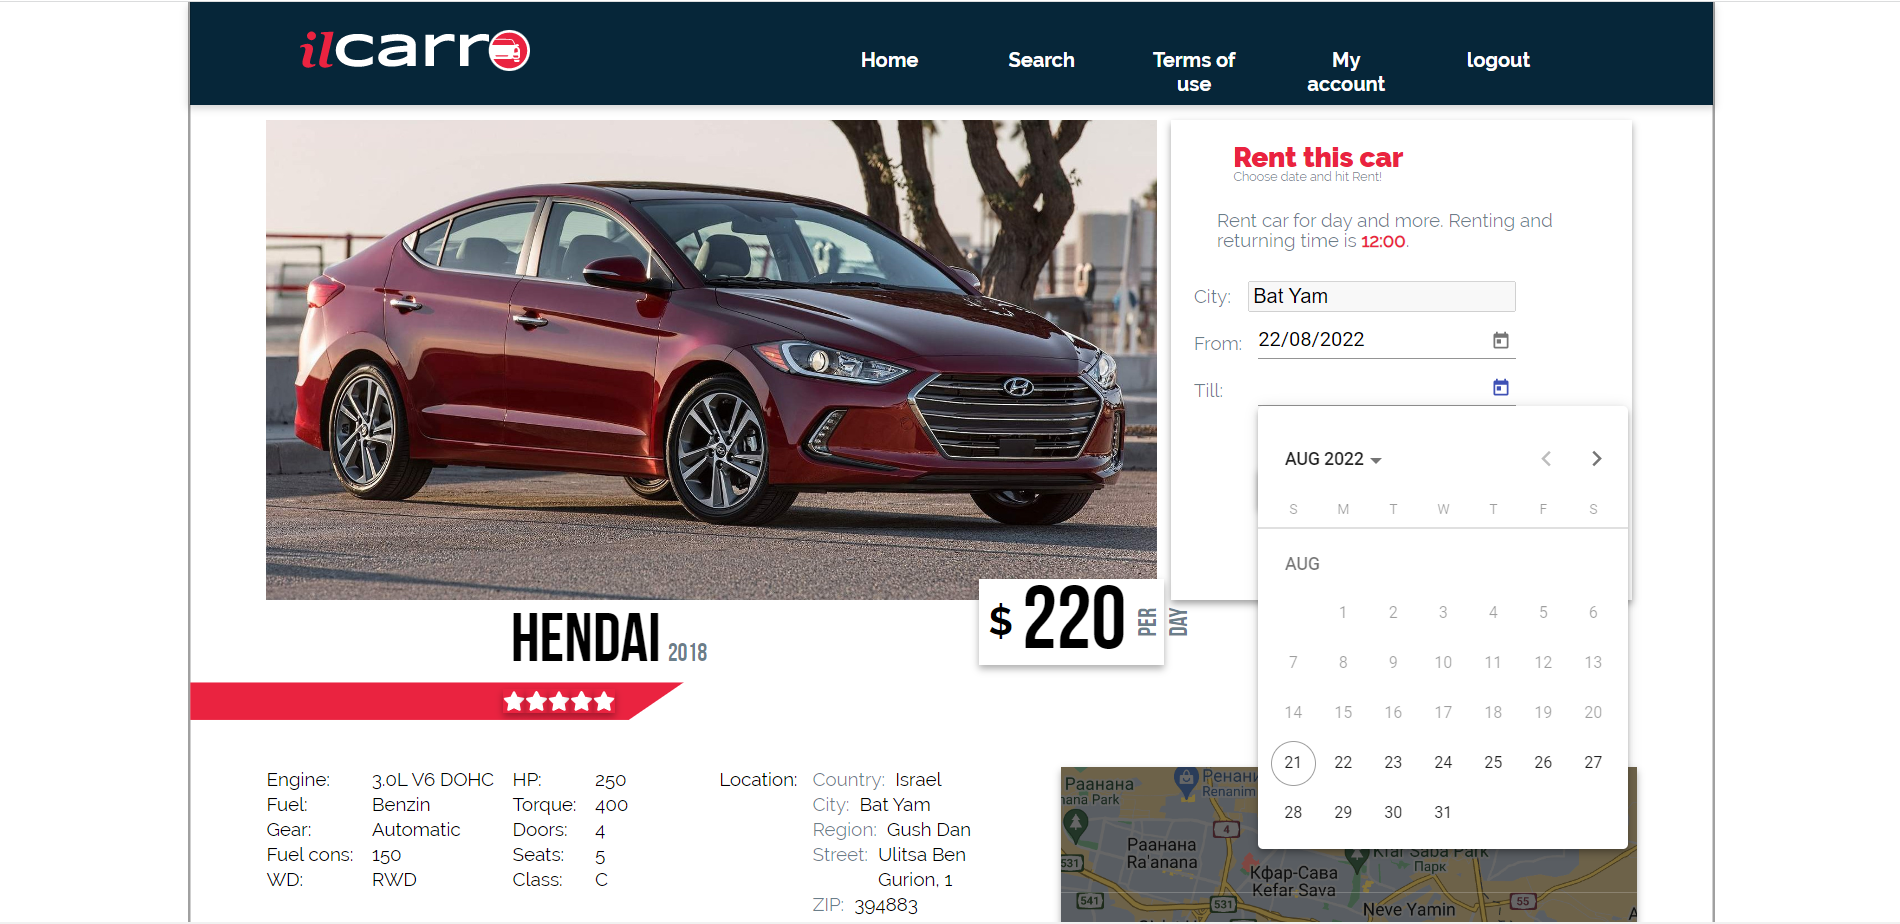 ilcarro
Home
Search
Terms of use
My account
logout
Rent this car
Choose date and hit Rent!
Rent car for day and more. Renting and
returning time is 12:00.
City: Bat Yam
From: 22/08/2022
Till:
AUG 2022
S M T W T F S
AUG
1 2 3 4 5 6
7 8 9 10 11 12 13
14 15 16 17 18 19 20
21 22 23 24 25 26 27
28 29 30 31
HENDAI 2018
$ 220 PER DAY
Engine: 3.0L V6 DOHC HP: 250
Fuel: Benzin Torque: 400
Gear: Automatic Doors: 4
Fuel cons: 150 Seats: 5
WD: RWD Class: C
Location: Country: Israel
City: Bat Yam
Region: Gush Dan
Street: Ulitsa Ben
Gurion, 1
ZIP: 394883
Раанана
nana Park
Ренани
Renanim
4
531
Раанана
Ra'anana
Kfar Saba Park
Парк
Кфар-Сава
Kefar Sava
541
531
55
Neve Yamin